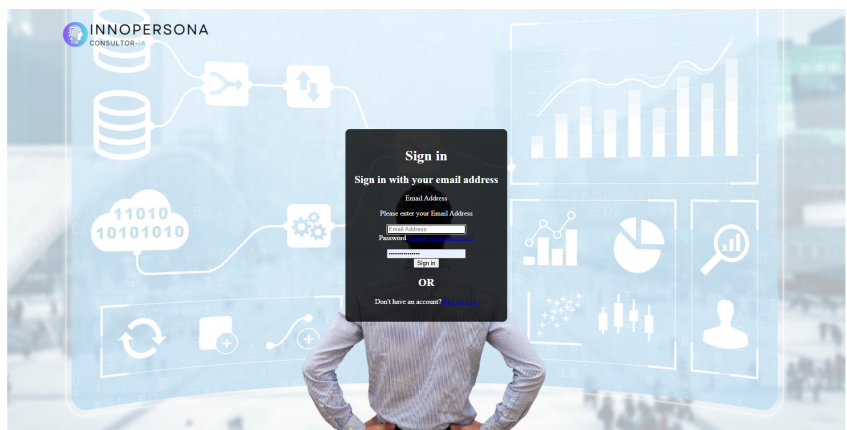 INNOPERSONA
CONSULTOR-IA
Sign in
Sign in with your email address
Email Address
Please enter your Email Address
Email Address
Password
Sign in
OR
Don't have an account?
11010
10101010